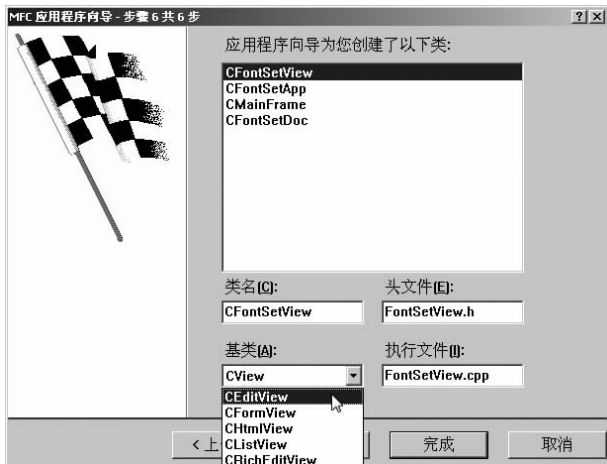 MFC 应用程序向导 - 步骤 6 共 6 步
应用程序向导为您创建了以下类:
CFontSetView
CFontSetApp
CMainFrame
CFontSetDoc
类名(C): 头文件(E):
CFontSetView FontSetView.h
基类(A): 执行文件(I):
CView FontSetView.cpp
CEditView
CFormView
CHtmlView
CListView
CRichEditView
<上 完成 取消